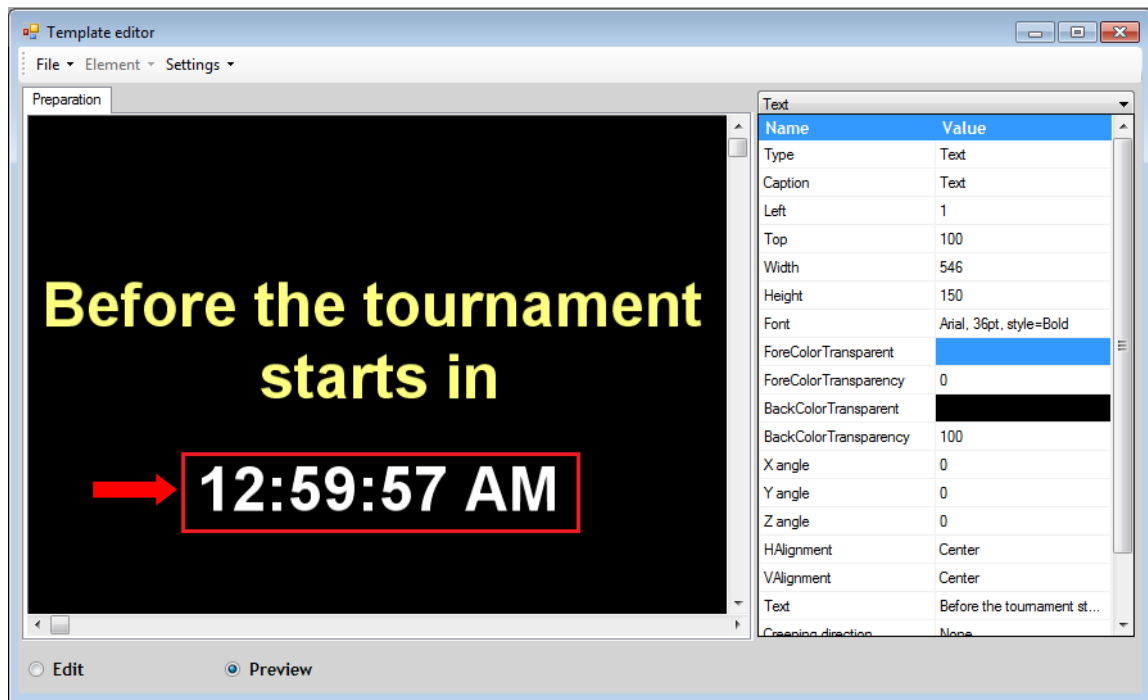 Template editor
File Element Settings
Preparation
Before the tournament
starts in
12:59:57 AM
Text
Name Value
Type Text
Caption Text
Left 1
Top 100
Width 546
Height 150
Font Arial, 36pt, style=Bold
ForeColorTransparent
ForeColorTransparency 0
BackColorTransparent
BackColorTransparency 100
X angle 0
Y angle 0
Z angle 0
HAlignment Center
VAlignment Center
Text Before the tournament st...
Creeping direction None
Edit Preview